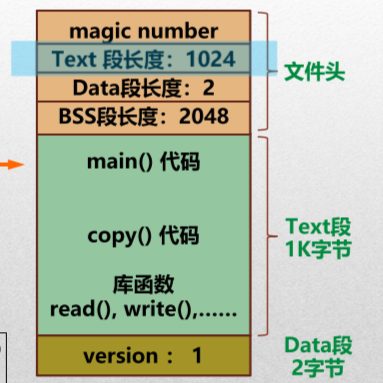 magic number
Text 段长度：1024
Data段长度：2
BSS段长度：2048
文件头
main() 代码
copy() 代码
库函数
read(), write(),......
Text段
1K字节
version ： 1
Data段
2字节